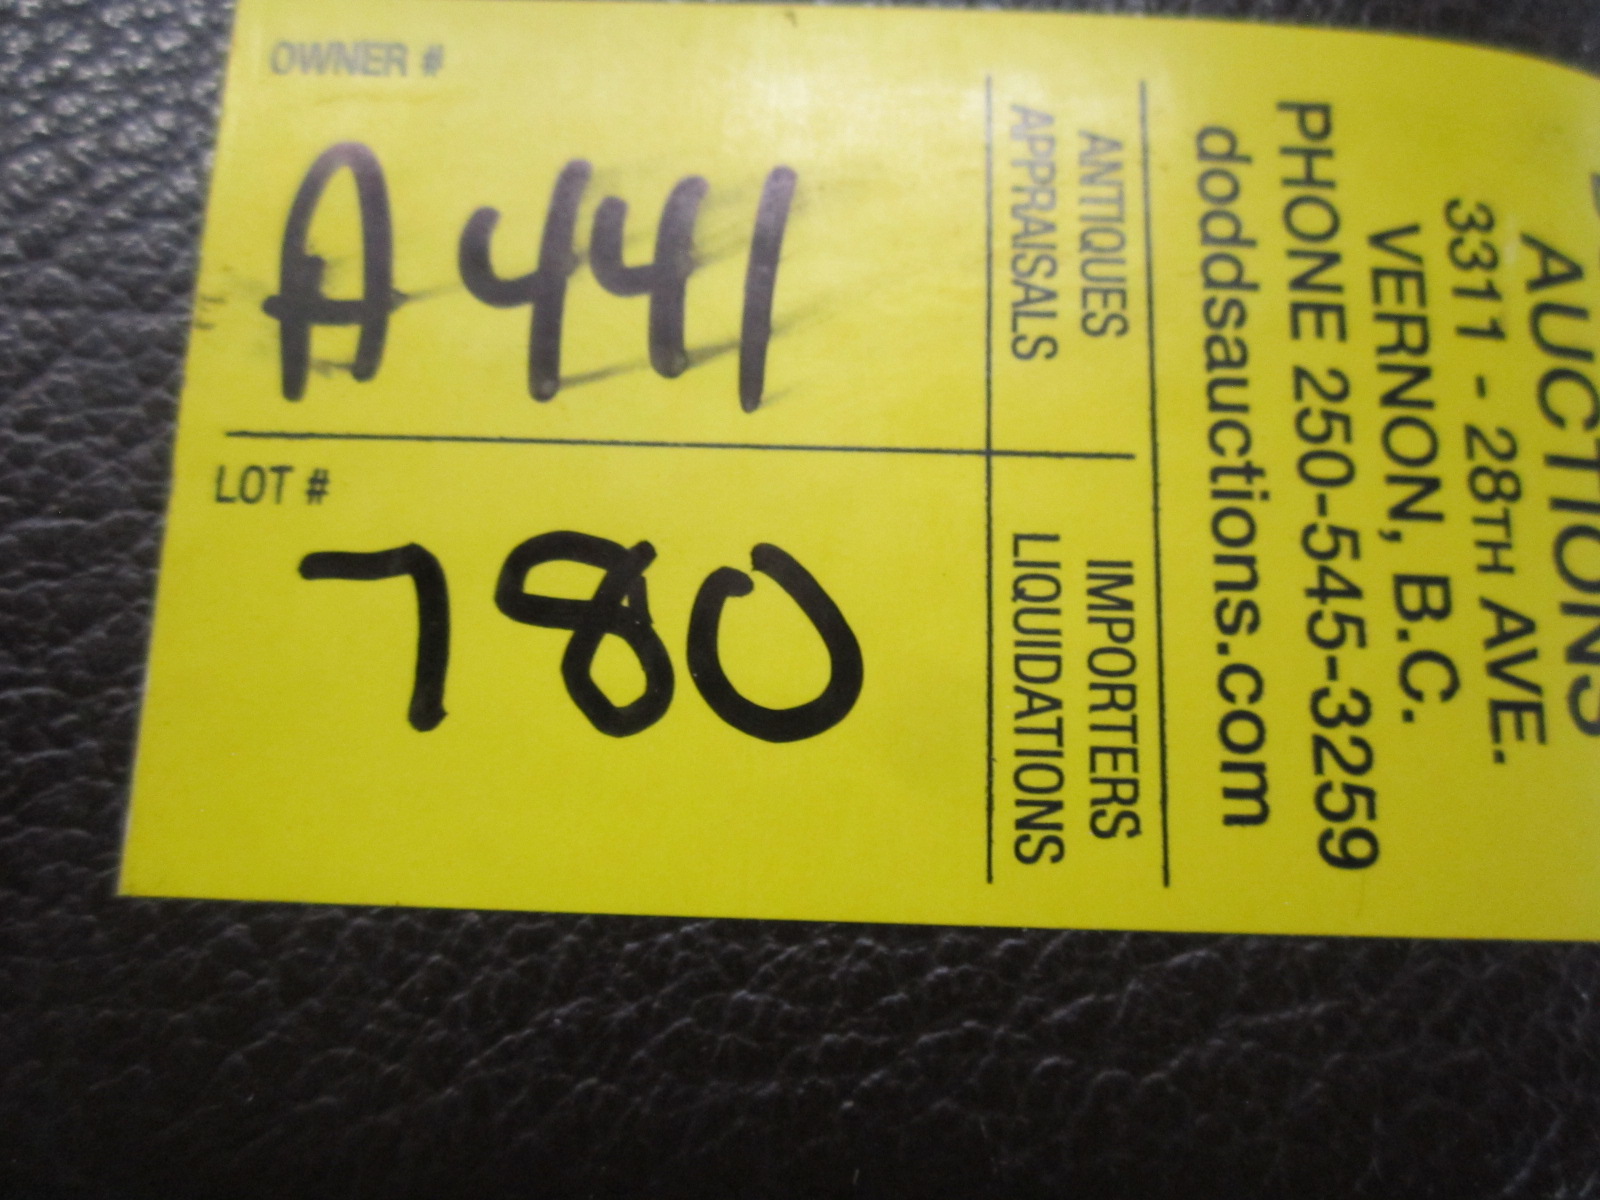 OWNER #
A441
LOT #
780
AUCTIONS
3311 - 28TH AVE.
VERNON, B.C.
PHONE 250-545-3259
doddsauctions.com
ANTIQUES
APPRAISALS
IMPORTERS
LIQUIDATIONS